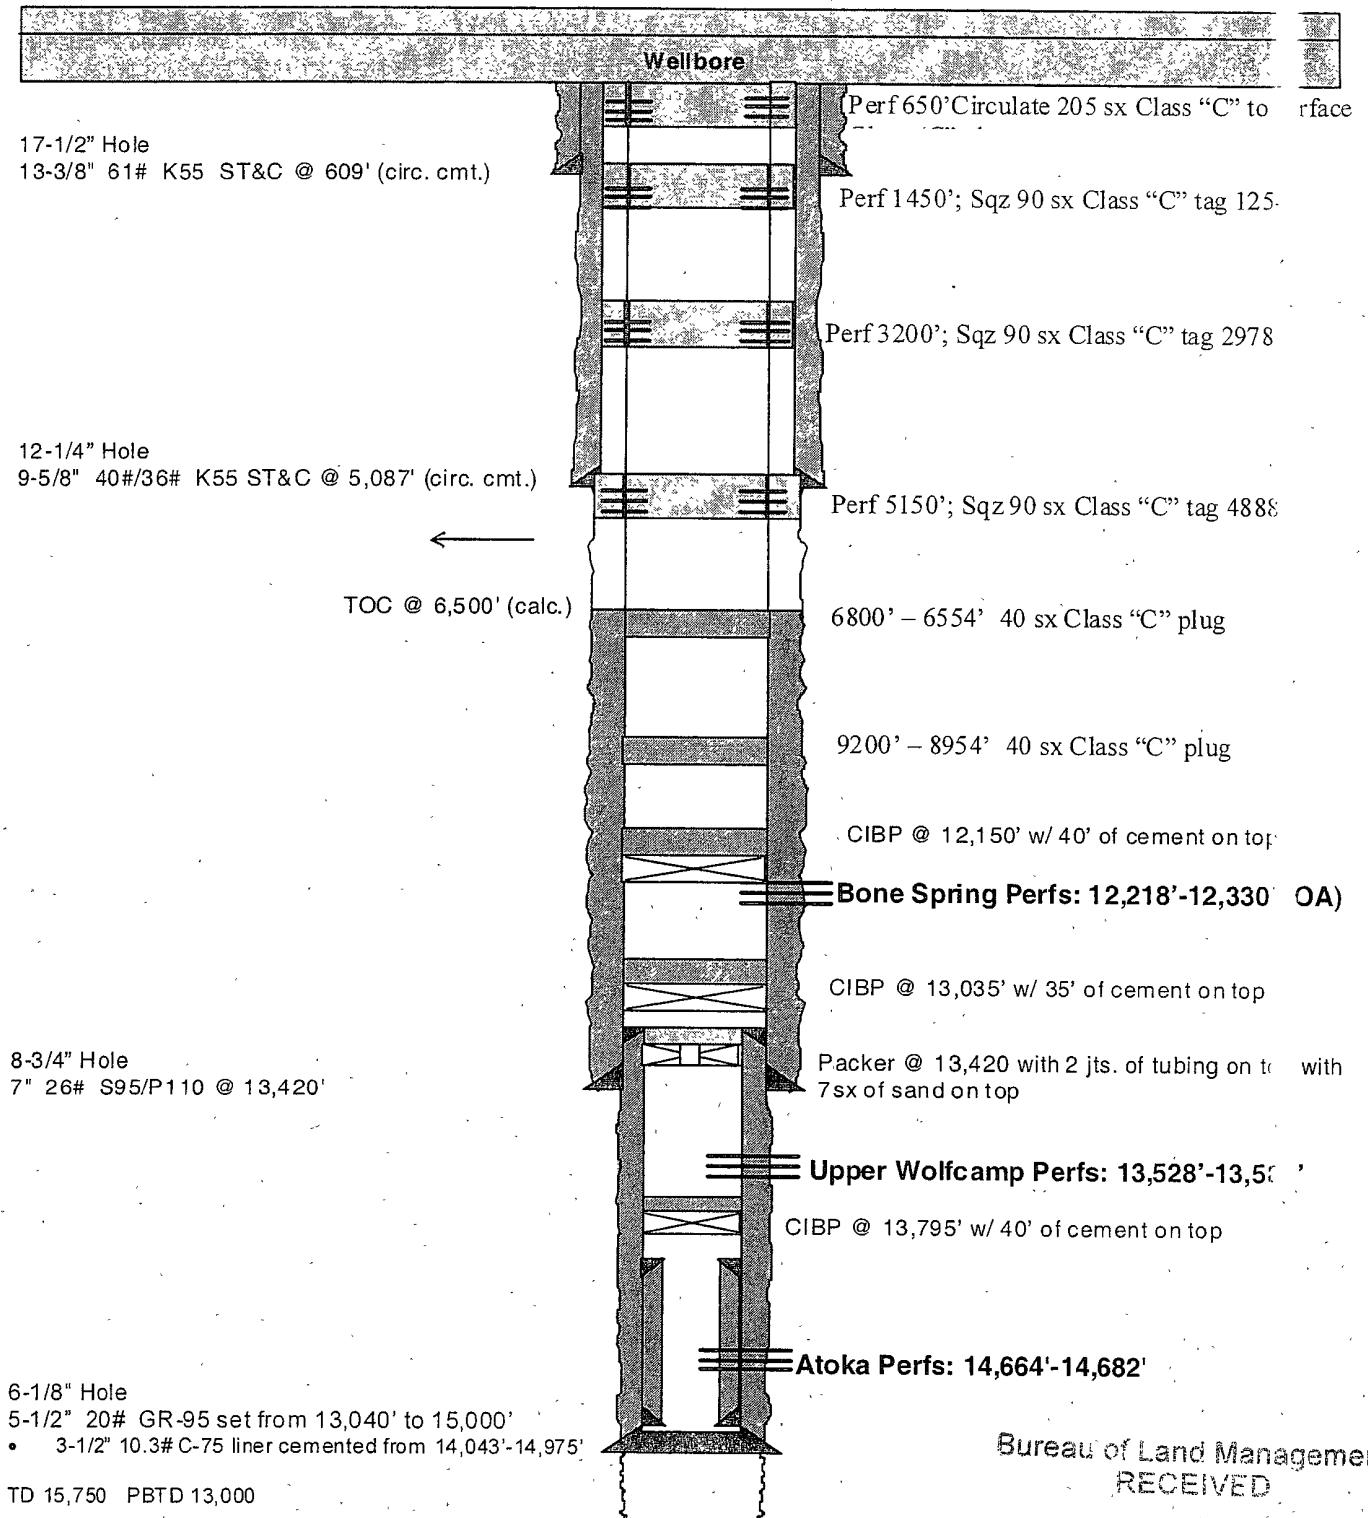 Wellbore
Perf 650'Circulate 205 sx Class "C" to rface
17-1/2" Hole
13-3/8" 61# K55 ST&C @ 609' (circ. cmt.)
Perf 1450'; Sqz 90 sx Class "C" tag 125
Perf 3200'; Sqz 90 sx Class "C" tag 2978
12-1/4" Hole
9-5/8" 40#/36# K55 ST&C @ 5,087' (circ. cmt.)
Perf 5150'; Sqz 90 sx Class "C" tag 4888
TOC @ 6,500' (calc.)
6800' – 6554' 40 sx Class "C" plug
9200' – 8954' 40 sx Class "C" plug
CIBP @ 12,150' w/ 40' of cement on top
Bone Spring Perfs: 12,218'-12,330' OA)
CIBP @ 13,035' w/ 35' of cement on top
8-3/4" Hole
7" 26# S95/P110 @ 13,420'
Packer @ 13,420 with 2 jts. of tubing on with
7sx of sand on top
Upper Wolfcamp Perfs: 13,528'-13,5 '
CIBP @ 13,795' w/ 40' of cement on top
Atoka Perfs: 14,664'-14,682'
6-1/8" Hole
5-1/2" 20# GR-95 set from 13,040' to 15,000'
• 3-1/2" 10.3# C-75 liner cemented from 14,043'-14,975'
TD 15,750 PBTD 13,000
Bureau of Land Manageme
RECEIVED